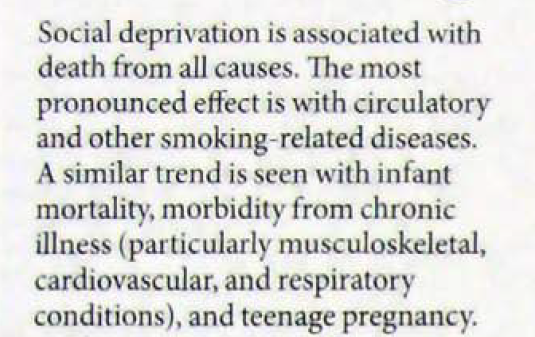 Social deprivation is associated with
death from all causes. The most
pronounced effect is with circulatory
and other smoking-related diseases.
A similar trend is seen with infant
mortality, morbidity from chronic
illness (particularly musculoskeletal,
cardiovascular, and respiratory
conditions), and teenage pregnancy.